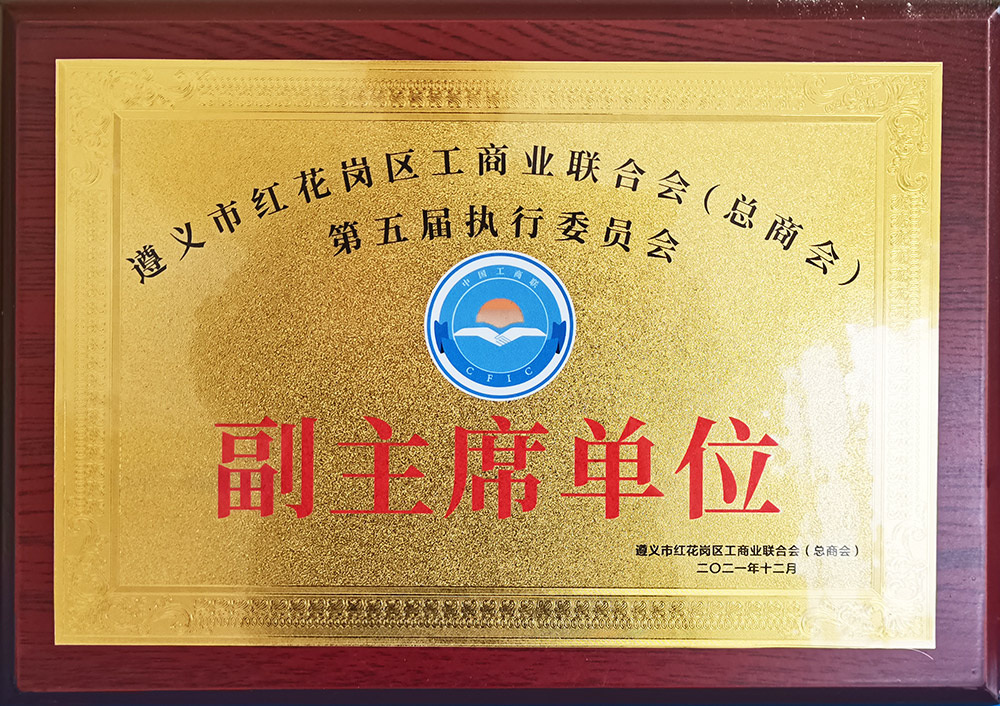 遵义市红花岗区工商业联合会(总商会)
第五届执行委员会
中国工商联
CFIC
副主席单位
遵义市红花岗区工商业联合会(总商会)
二〇二一年十二月